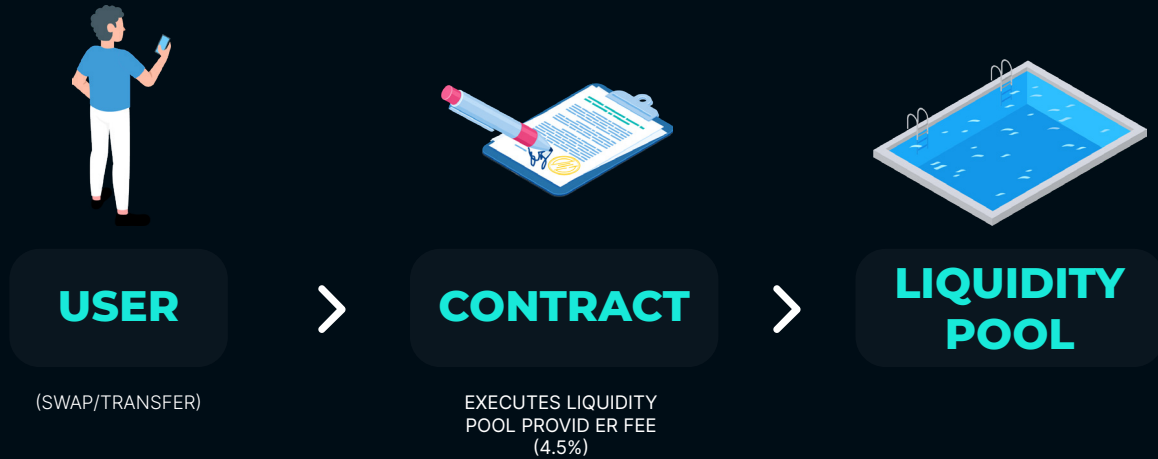 USER
CONTRACT
LIQUIDITY
POOL
(SWAP/TRANSFER)
EXECUTES LIQUIDITY
POOL PROVID ER FEE
(4.5%)